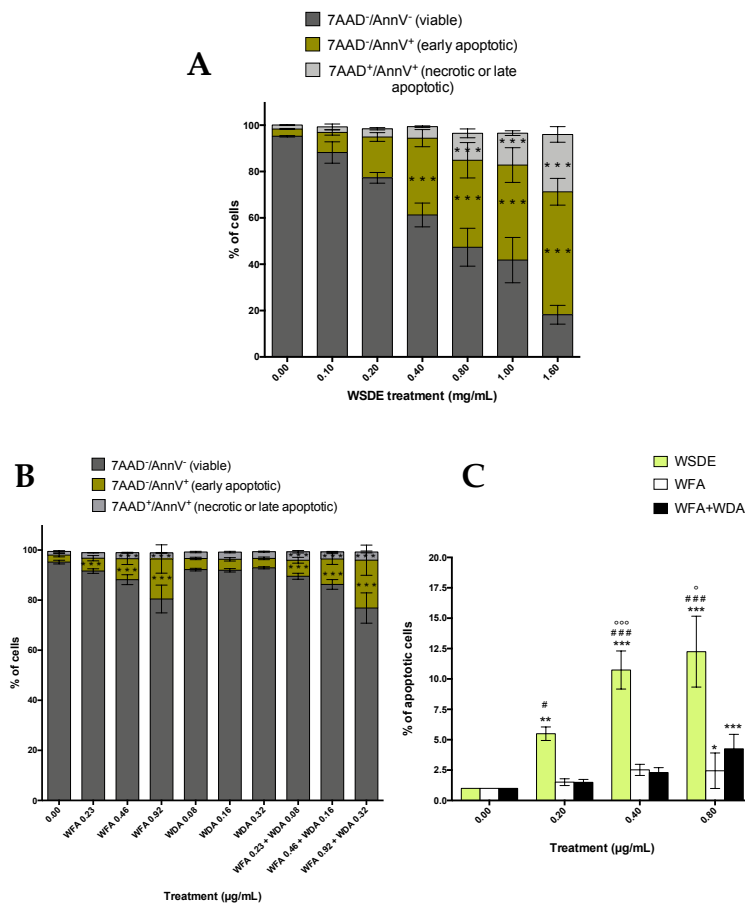 A
7AAD⁻/AnnV⁻ (viable)
7AAD⁻/AnnV⁺ (early apoptotic)
7AAD⁺/AnnV⁺ (necrotic or late
apoptotic)
% of cells
100
80
60
40
20
0
* * *
* * *
* * *
* * *
* * *
* * *
* * *
0.00
0.10
0.20
0.40
0.80
1.00
1.60
WSDE treatment (mg/mL)
B
7AAD⁻/AnnV⁻ (viable)
7AAD⁻/AnnV⁺ (early apoptotic)
7AAD⁺/AnnV⁺ (necrotic or late apoptotic)
% of cells
100
80
60
40
20
0
* * *
* * *
* * *
* * *
* * *
* * *
* * *
* * *
* * *
* * *
* * *
0.00
WFA 0.23
WFA 0.46
WFA 0.92
WDA 0.08
WDA 0.16
WDA 0.32
WFA 0.23 + WDA 0.08
WFA 0.46 + WDA 0.16
WFA 0.92 + WDA 0.32
Treatment (µg/mL)
C
WSDE
WFA
WFA+WDA
% of apoptotic cells
20.0
17.5
15.0
12.5
10.0
7.5
5.0
2.5
0.0
#
**
°°°
###
***
°
###
***
*
***
0.00
0.20
0.40
0.80
Treatment (µg/mL)